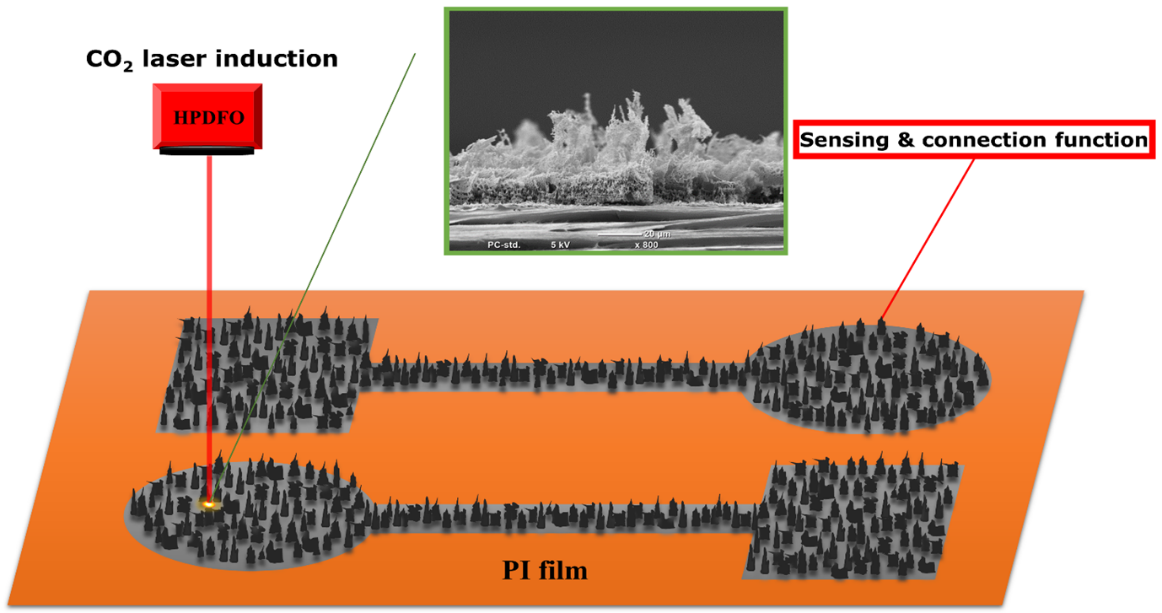 CO₂ laser induction
HPDFO
Sensing & connection function
20 µm
PC-std. 5 kV x 800
PI film